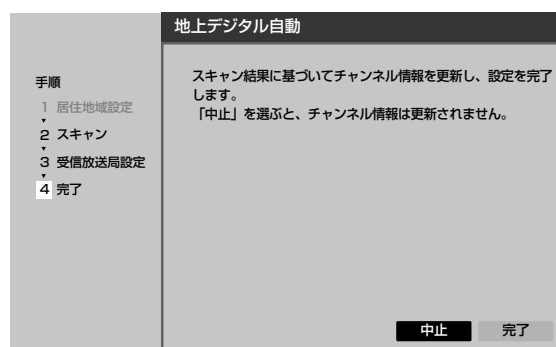 地上デジタル自動
手順
1 居住地域設定
2 スキャン
3 受信放送局設定
4 完了
スキャン結果に基づいてチャンネル情報を更新し、設定を完了
します。
「中止」を選ぶと、チャンネル情報は更新されません。
中止 完了